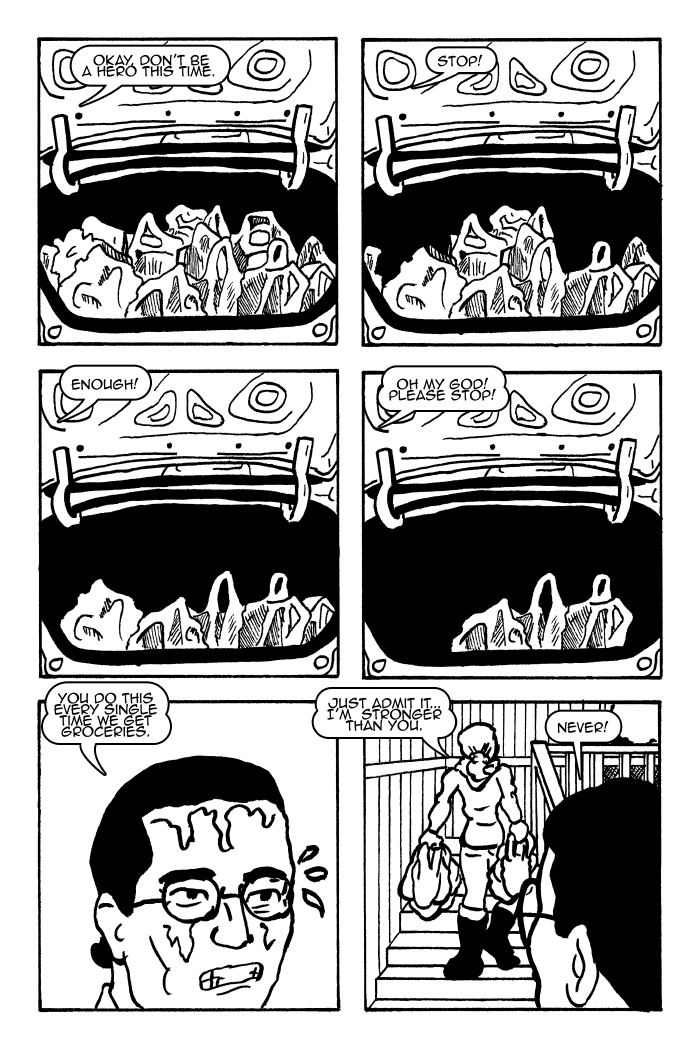 OKAY, DON'T BE
A HERO THIS TIME.
STOP!
ENOUGH!
OH MY GOD!
PLEASE STOP!
YOU DO THIS
EVERY SINGLE
TIME WE GET
GROCERIES.
JUST ADMIT IT...
I'M STRONGER
THAN YOU.
NEVER!